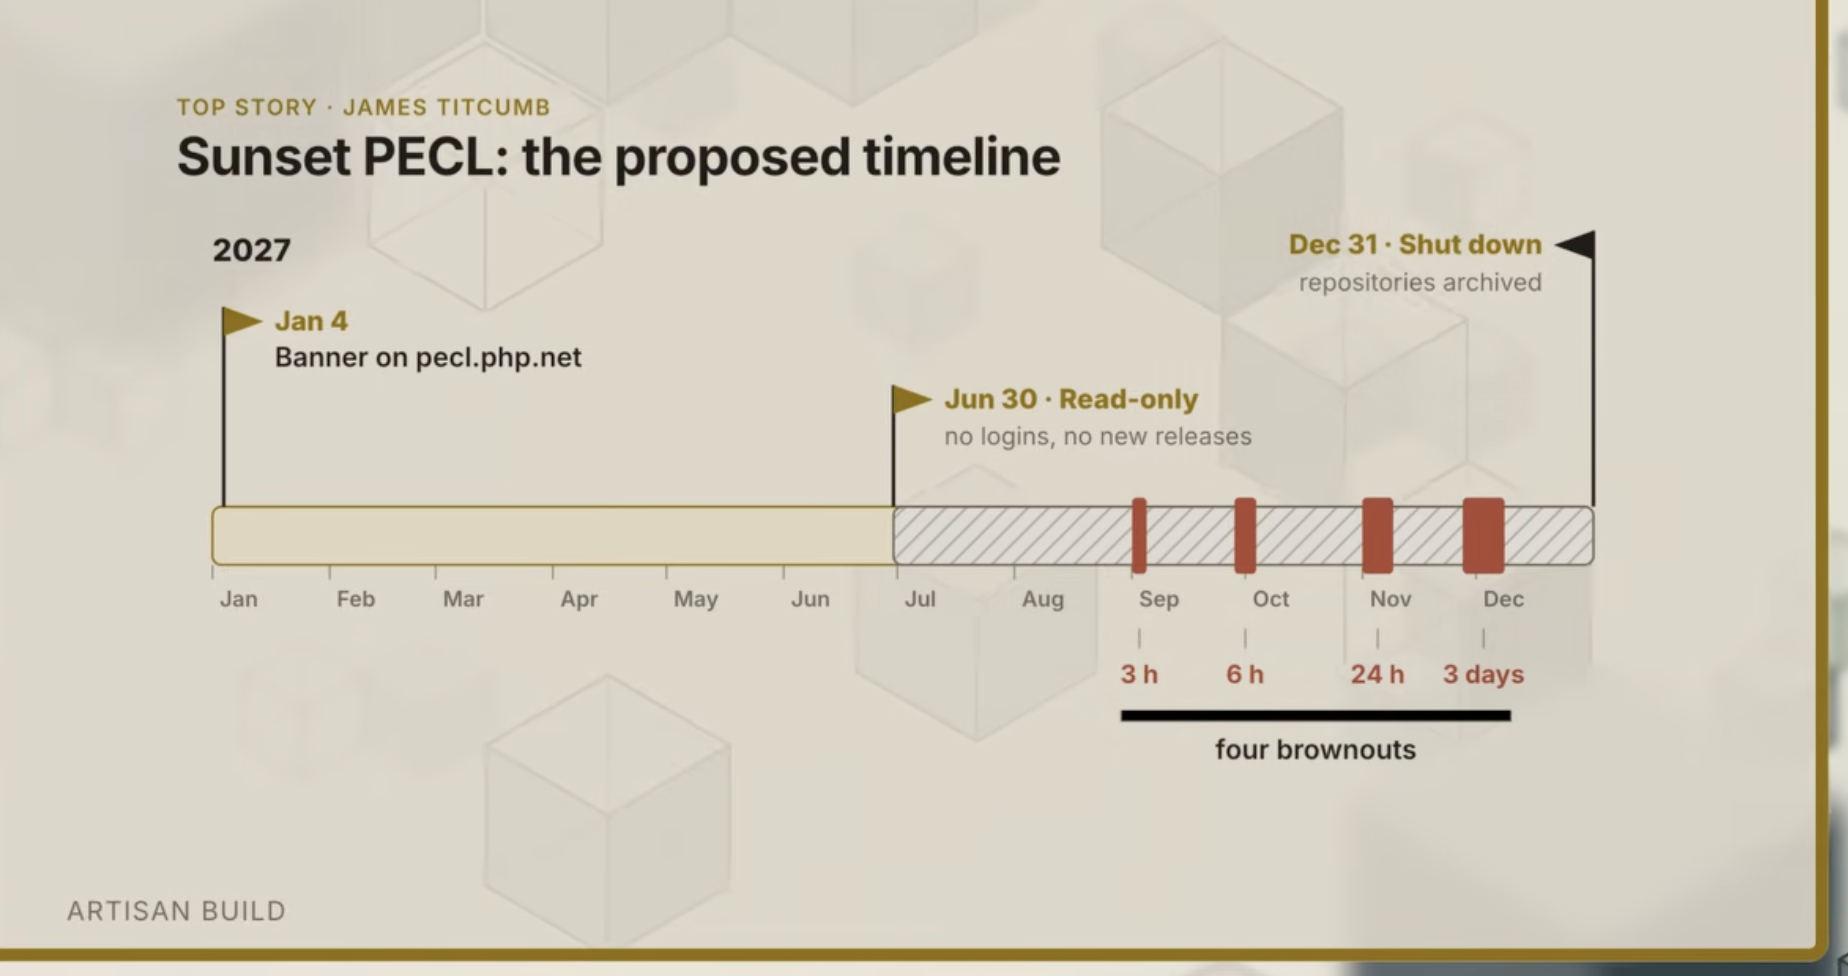 TOP STORY · JAMES TITCUMB
Sunset PECL: the proposed timeline
2027
Dec 31 · Shut down
repositories archived
Jan 4
Banner on pecl.php.net
Jun 30 · Read-only
no logins, no new releases
Jan Feb Mar Apr May Jun Jul Aug Sep Oct Nov Dec
3 h 6 h 24 h 3 days
four brownouts
ARTISAN BUILD